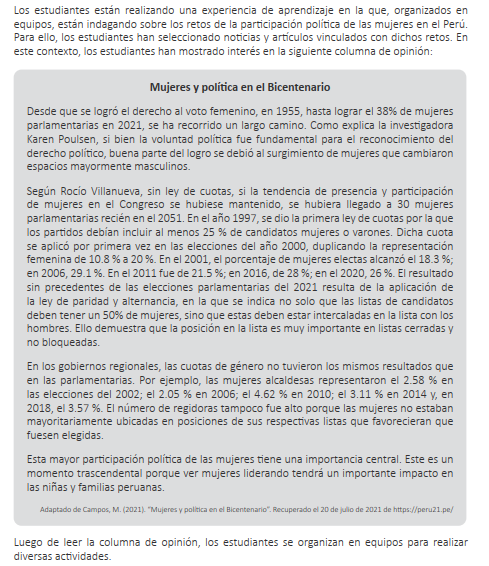 Los estudiantes están realizando una experiencia de aprendizaje en la que, organizados en
equipos, están indagando sobre los retos de la participación política de las mujeres en el Perú.
Para ello, los estudiantes han seleccionado noticias y artículos vinculados con dichos retos. En
este contexto, los estudiantes han mostrado interés en la siguiente columna de opinión:
Mujeres y política en el Bicentenario
Desde que se logró el derecho al voto femenino, en 1955, hasta lograr el 38% de mujeres
parlamentarias en 2021, se ha recorrido un largo camino. Como explica la investigadora
Karen Poulsen, si bien la voluntad política fue fundamental para el reconocimiento del
derecho político, buena parte del logro se debió al surgimiento de mujeres que cambiaron
espacios mayormente masculinos.
Según Rocío Villanueva, sin ley de cuotas, si la tendencia de presencia y participación
de mujeres en el Congreso se hubiese mantenido, se hubiera llegado a 30 mujeres
parlamentarias recién en el 2051. En el año 1997, se dio la primera ley de cuotas por la que
los partidos debían incluir al menos 25 % de candidatos mujeres o varones. Dicha cuota
se aplicó por primera vez en las elecciones del año 2000, duplicando la representación
femenina de 10.8 % a 20 %. En el 2001, el porcentaje de mujeres electas alcanzó el 18.3 %;
en 2006, 29.1 %. En el 2011 fue de 21.5 %; en 2016, de 28 %; en el 2020, 26 %. El resultado
sin precedentes de las elecciones parlamentarias del 2021 resulta de la aplicación de
la ley de paridad y alternancia, en la que se indica no solo que las listas de candidatos
deben tener un 50% de mujeres, sino que estas deben estar intercaladas en la lista con los
hombres. Ello demuestra que la posición en la lista es muy importante en listas cerradas y
no bloqueadas.
En los gobiernos regionales, las cuotas de género no tuvieron los mismos resultados que
en las parlamentarias. Por ejemplo, las mujeres alcaldesas representaron el 2.58 % en
las elecciones del 2002; el 2.05 % en 2006; el 4.62 % en 2010; el 3.11 % en 2014 y, en
2018, el 3.57 %. El número de regidoras tampoco fue alto porque las mujeres no estaban
mayoritariamente ubicadas en posiciones de sus respectivas listas que favorecieran que
fuesen elegidas.
Esta mayor participación política de las mujeres tiene una importancia central. Este es un
momento trascendental porque ver mujeres liderando tendrá un importante impacto en
las niñas y familias peruanas.
Adaptado de Campos, M. (2021). "Mujeres y política en el Bicentenario". Recuperado el 20 de julio de 2021 de https://peru21.pe/
Luego de leer la columna de opinión, los estudiantes se organizan en equipos para realizar
diversas actividades.